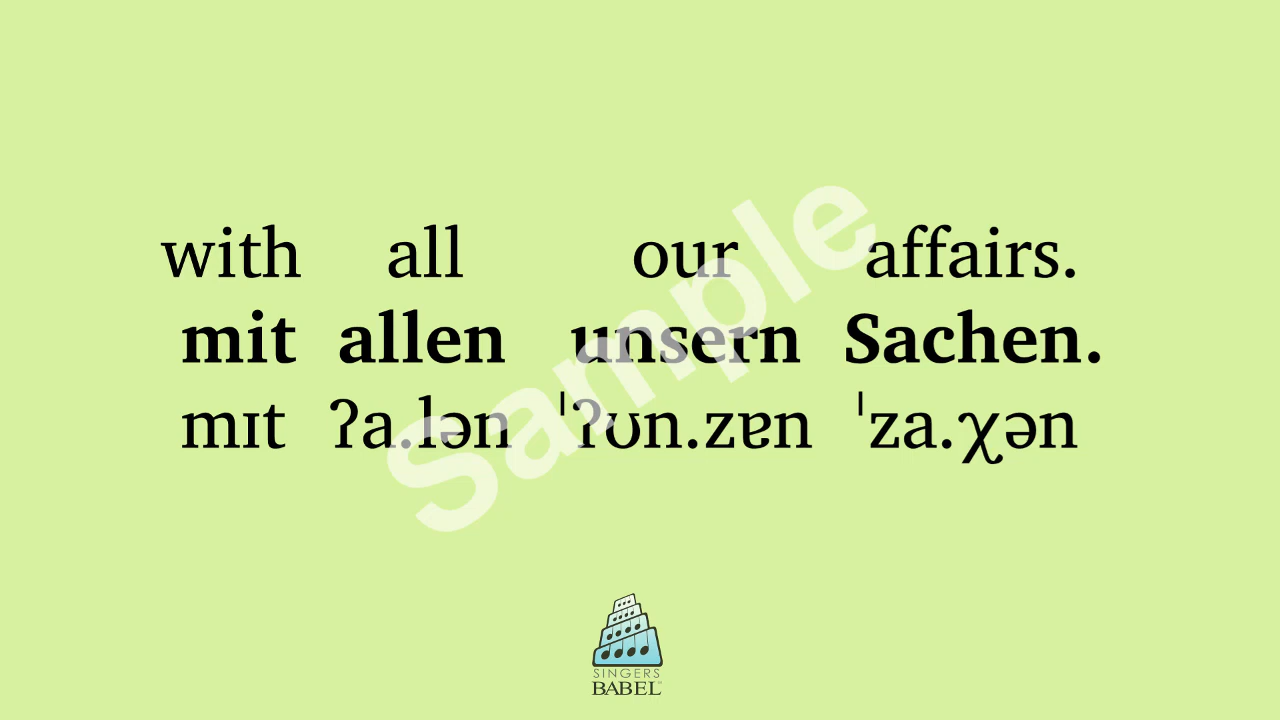 with all our affairs.
mit allen unsern Sachen.
mɪt ʔa.lən ˈʔʊn.zɐn ˈza.χən
Sample
SINGERS
BABEL